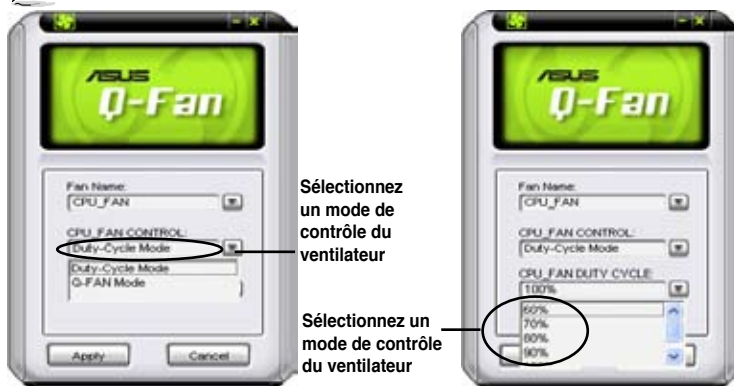 ASUS
Q-Fan
Fan Name:
CPU_FAN
CPU_FAN CONTROL:
Duty-Cycle Mode
Duty-Cycle Mode
Q-FAN Mode
Apply
Cancel
Sélectionnez
un mode de
contrôle du
ventilateur
Sélectionnez un
mode de contrôle
du ventilateur
ASUS
Q-Fan
Fan Name:
CPU_FAN
CPU_FAN CONTROL:
Duty-Cycle Mode
CPU_FAN DUTY CYCLE
100%
60%
70%
80%
90%